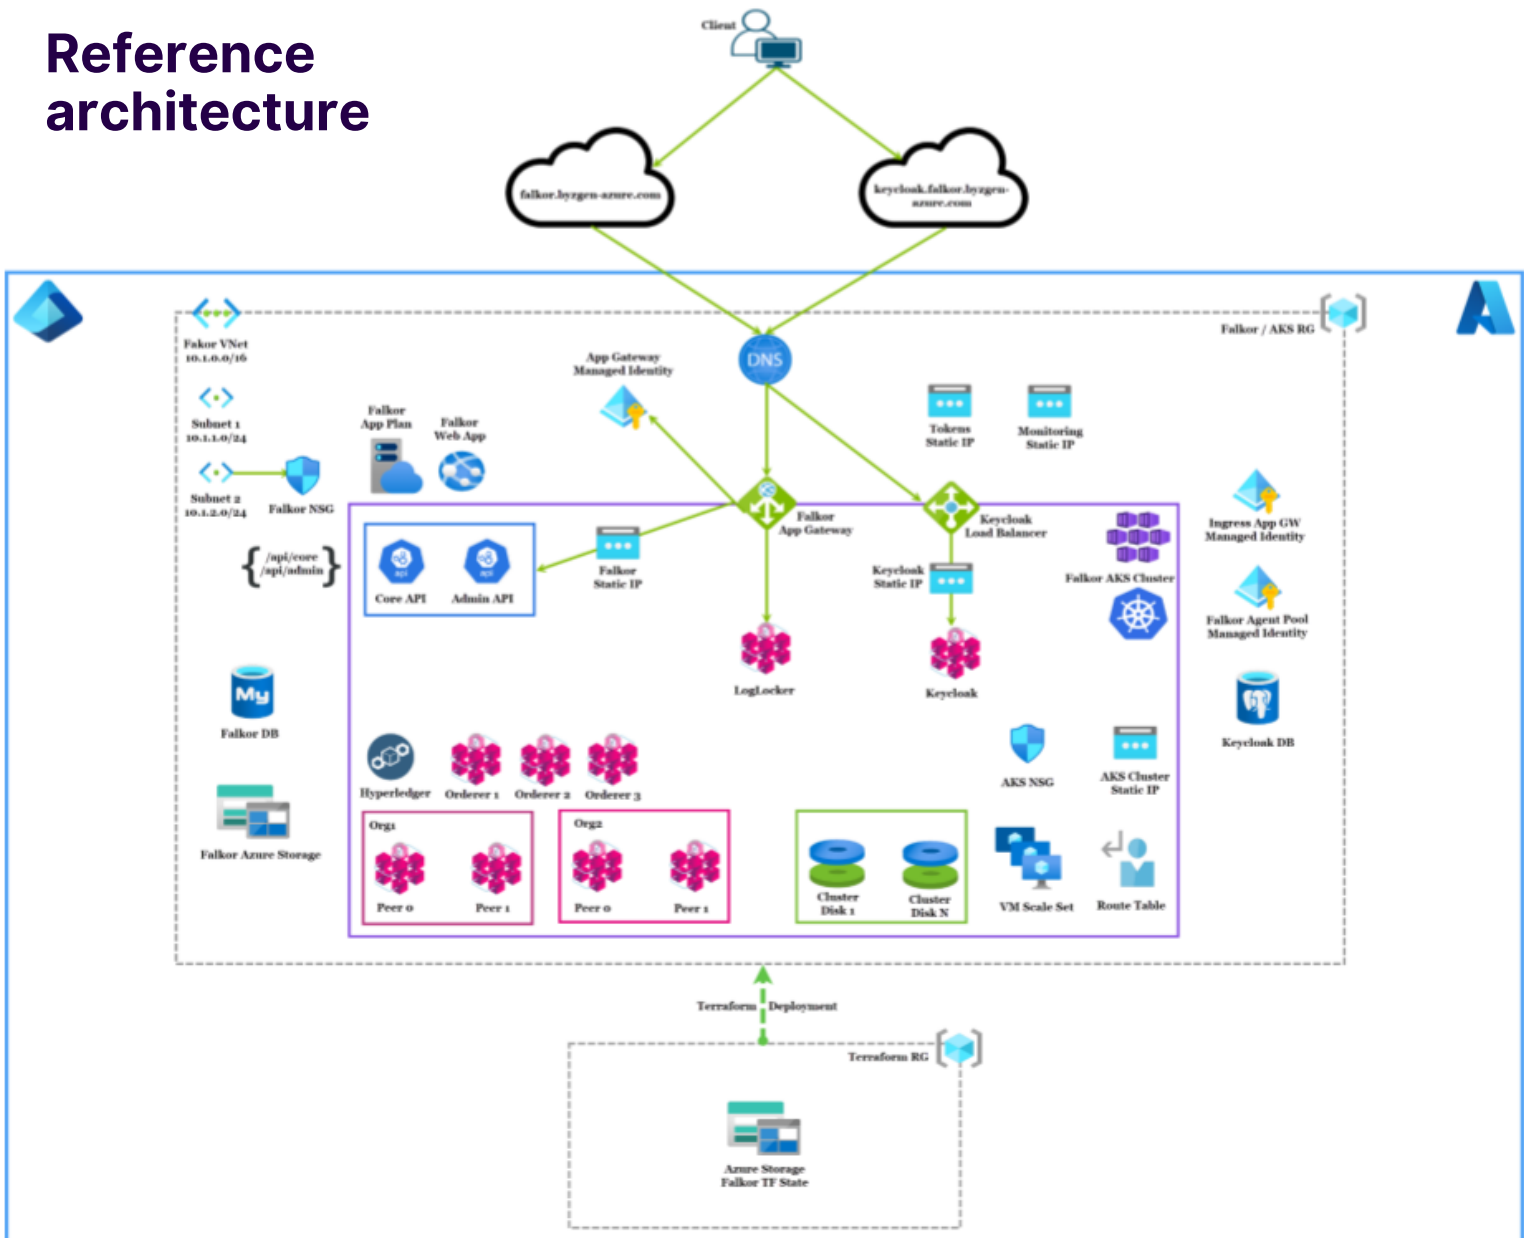 Reference
architecture
Client
falkor.byzgen-azure.com
keycloak.falkor.byzgen-
azure.com
Fakor VNet
10.1.0.0/16
Falkor / AKS RG
DNS
App Gateway
Managed Identity
Subnet 1
10.1.1.0/24
Falkor
App Plan
Falkor
Web App
Tokens
Static IP
Monitoring
Static IP
Subnet 2
10.1.2.0/24
Falkor NSG
Falkor
App Gateway
Keycloak
Load Balancer
Ingress App GW
Managed Identity
/api/core
/api/admin
api
api
Core API
Admin API
Falkor
Static IP
Keycloak
Static IP
Falkor AKS Cluster
Falkor Agent Pool
Managed Identity
LogLocker
Keycloak
My
Falkor DB
Keycloak DB
Hyperledger
Orderer 1
Orderer 2
Orderer 3
AKS NSG
AKS Cluster
Static IP
Falkor Azure Storage
Org1
Peer 0
Peer 1
Org2
Peer 0
Peer 1
Cluster
Disk 1
Cluster
Disk N
VM Scale Set
Route Table
Terraform Deployment
Terraform RG
Azure Storage
Falkor TF State